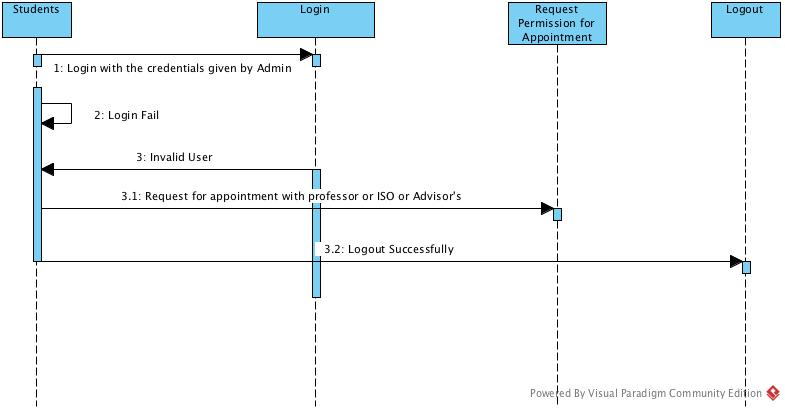 Students
Login
Request
Permission for
Appointment
Logout
1: Login with the credentials given by Admin
2: Login Fail
3: Invalid User
3.1: Request for appointment with professor or ISO or Advisor's
3.2: Logout Successfully
Powered By Visual Paradigm Community Edition